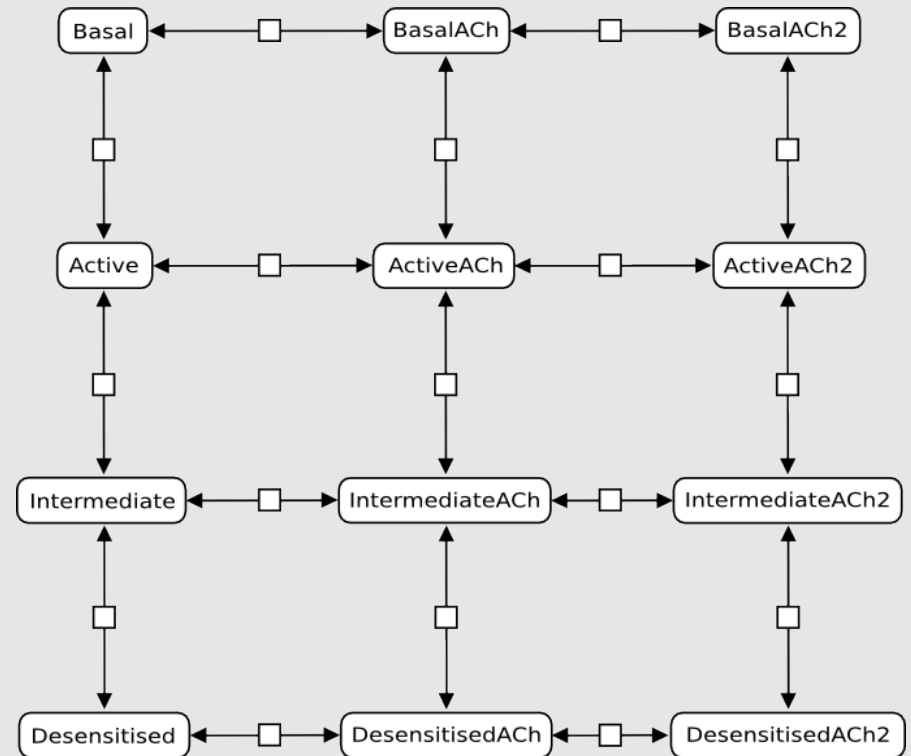 Basal BasalACh BasalACh2
Active ActiveACh ActiveACh2
Intermediate IntermediateACh IntermediateACh2
Desensitised DesensitisedACh DesensitisedACh2